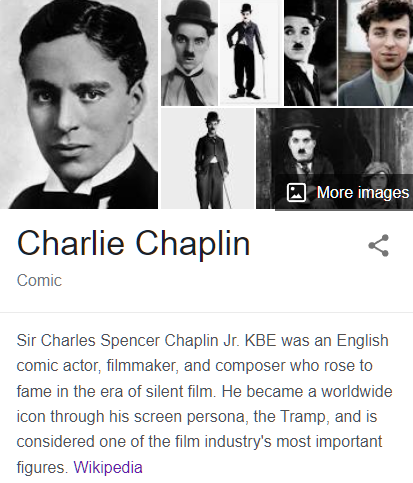 More images
Charlie Chaplin
Comic
Sir Charles Spencer Chaplin Jr. KBE was an English
comic actor, filmmaker, and composer who rose to
fame in the era of silent film. He became a worldwide
icon through his screen persona, the Tramp, and is
considered one of the film industry's most important
figures. Wikipedia